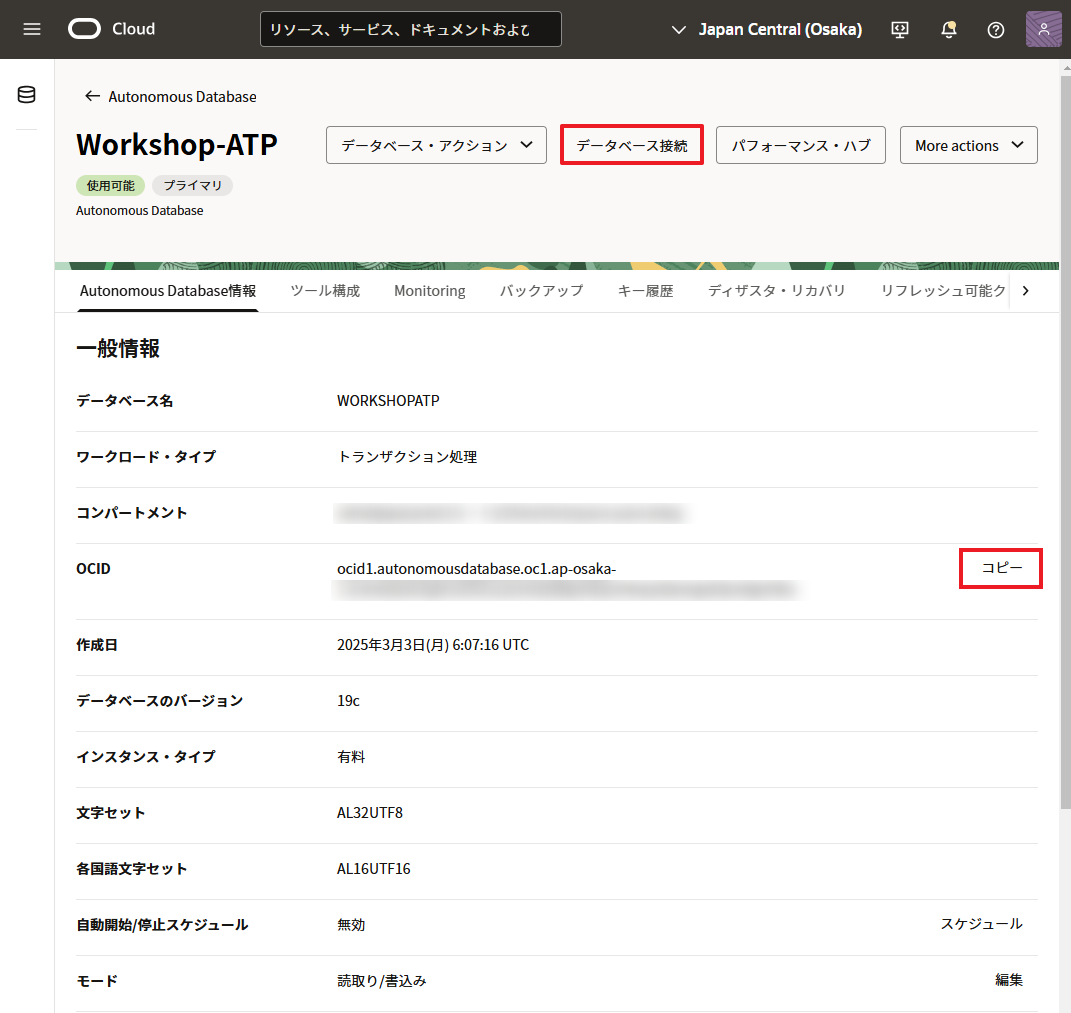 Cloud
リソース、サービス、ドキュメントおよび
Japan Central (Osaka)
Autonomous Database
Workshop-ATP
データベース・アクション
データベース接続
パフォーマンス・ハブ
More actions
使用可能
プライマリ
Autonomous Database
Autonomous Database情報
ツール構成
Monitoring
バックアップ
キー履歴
ディザスタ・リカバリ
リフレッシュ可能ク
一般情報
データベース名 WORKSHOPATP
ワークロード・タイプ トランザクション処理
コンパートメント
OCID ocid1.autonomousdatabase.oc1.ap-osaka- コピー
作成日 2025年3月3日(月) 6:07:16 UTC
データベースのバージョン 19c
インスタンス・タイプ 有料
文字セット AL32UTF8
各国語文字セット AL16UTF16
自動開始/停止スケジュール 無効 スケジュール
モード 読取り/書込み 編集